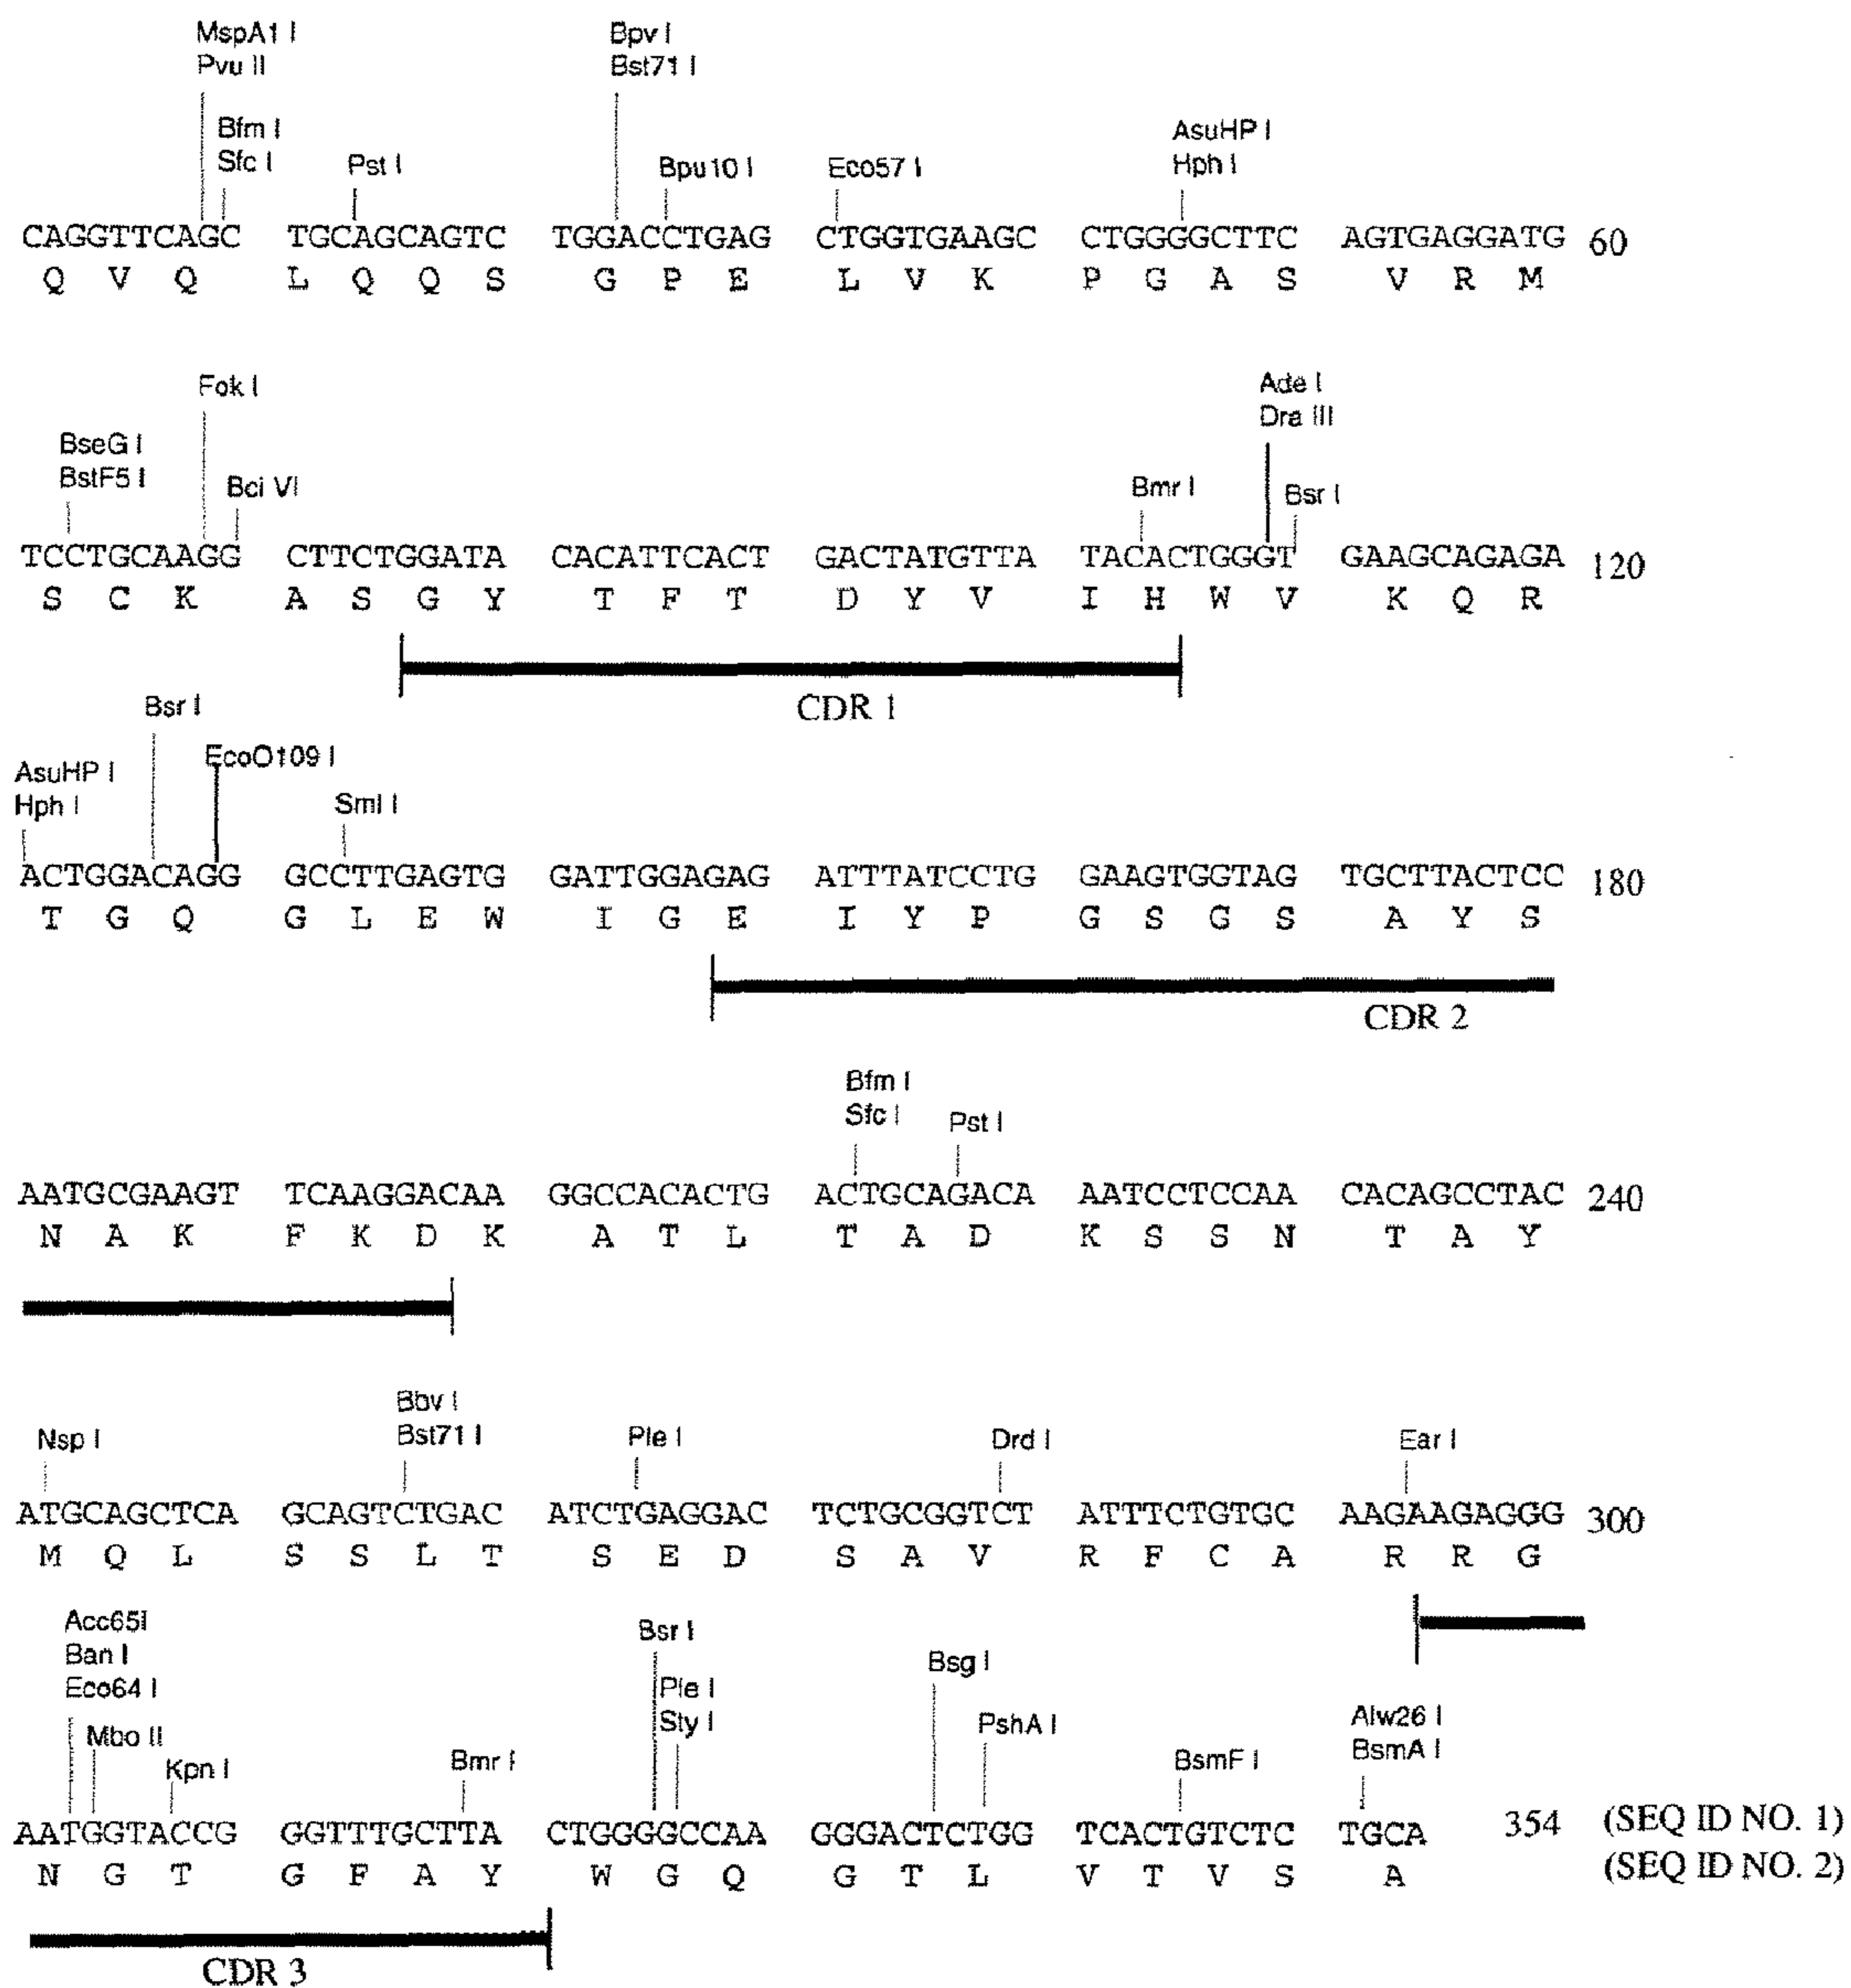 MspA1 I
Pvu II
Bpv I
Bst71 I
Bfm I
Sfc I
Pst I
Bpu10 I
Eco57 I
AsuHP I
Hph I
CAGGTTCAGC TGCAGCAGTC TGGACCTGAG CTGGTGAAGC CTGGGGCTTC AGTGAGGATG 60
Q V Q L Q Q S G P E L V K P G A S V R M
Fok I
Ade I
Dra III
BseG I
BstF5 I
Bci VI
Bmr I
Bsr I
TCCTGCAAGG CTTCTGGATA CACATTCACT GACTATGTTA TACACTGGGT GAAGCAGAGA 120
S C K A S G Y T F T D Y V I H W V K Q R
CDR 1
Bsr I
EcoO109 I
AsuHP I
Hph I
Sml I
ACTGGACAGG GCCTTGAGTG GATTGGAGAG ATTTATCCTG GAAGTGGTAG TGCTTACTCC 180
T G Q G L E W I G E I Y P G S G S A Y S
CDR 2
Bfm I
Sfc I
Pst I
AATGCGAAGT TCAAGGACAA GGCCACACTG ACTGCAGACA AATCCTCCAA CACAGCCTAC 240
N A K F K D K A T L T A D K S S N T A Y
Bbv I
Bst71 I
Nsp I
Ple I
Drd I
Ear I
ATGCAGCTCA GCAGTCTGAC ATCTGAGGAC TCTGCGGTCT ATTTCTGTGC AAGAAGAGGG 300
M Q L S S L T S E D S A V R F C A R R G
Acc65I
Ban I
Eco64 I
Mbo II
Kpn I
Bmr I
Bsr I
Ple I
Sty I
Bsg I
PshA I
BsmF I
Alw26 I
BsmA I
AATGGTACCG GGTTTGCTTA CTGGGGCCAA GGGACTCTGG TCACTGTCTC TGCA 354 (SEQ ID NO. 1)
N G T G F A Y W G Q G T L V T V S A (SEQ ID NO. 2)
CDR 3